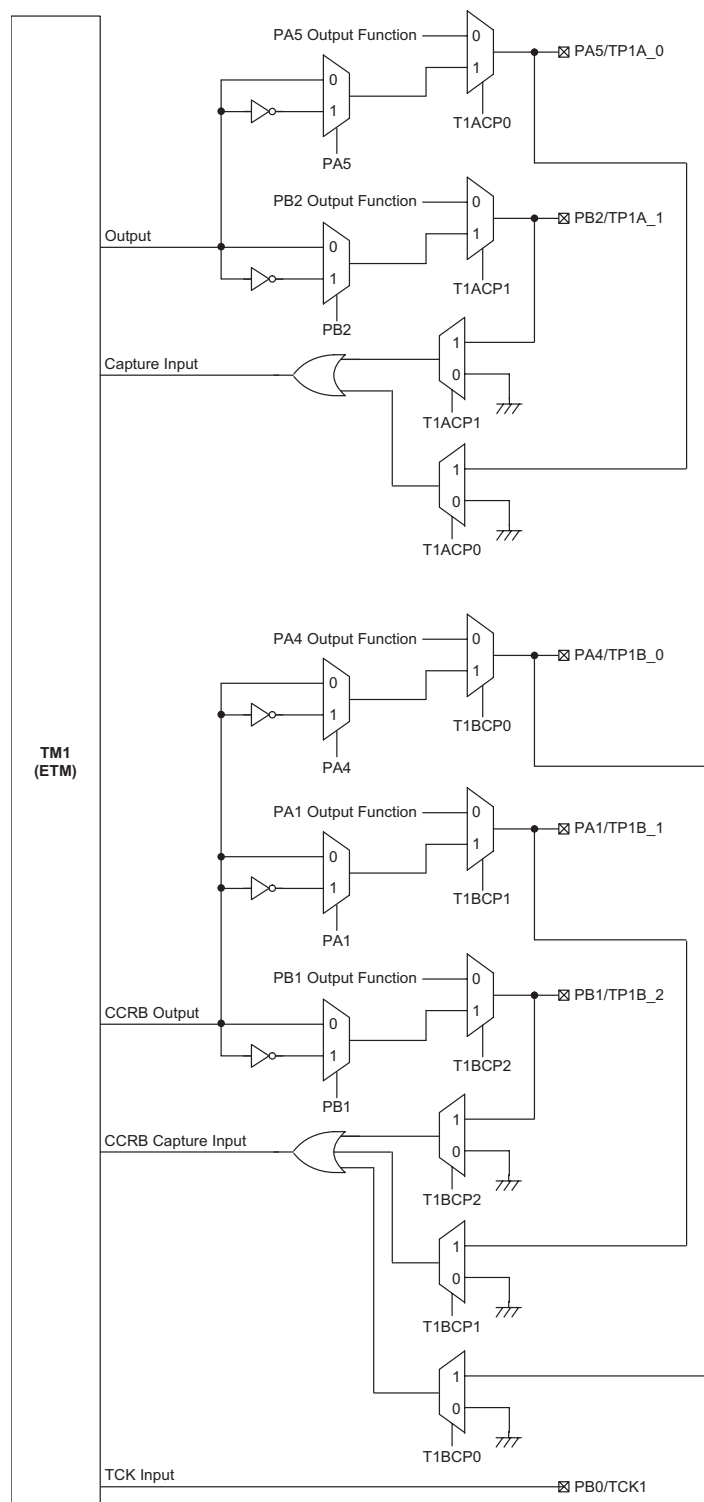 PA5 Output Function
0
PA5/TP1A_0
0
1
1
T1ACP0
PA5
PB2 Output Function
0
PB2/TP1A_1
Output
0
1
1
T1ACP1
PB2
1
Capture Input
0
T1ACP1
1
0
T1ACP0
PA4 Output Function
0
PA4/TP1B_0
0
1
1
T1BCP0
TM1
(ETM)
PA4
PA1 Output Function
0
PA1/TP1B_1
0
1
1
T1BCP1
PA1
PB1 Output Function
0
PB1/TP1B_2
CCRB Output
0
1
1
T1BCP2
PB1
1
CCRB Capture Input
0
T1BCP2
1
0
T1BCP1
1
0
T1BCP0
TCK Input
PB0/TCK1